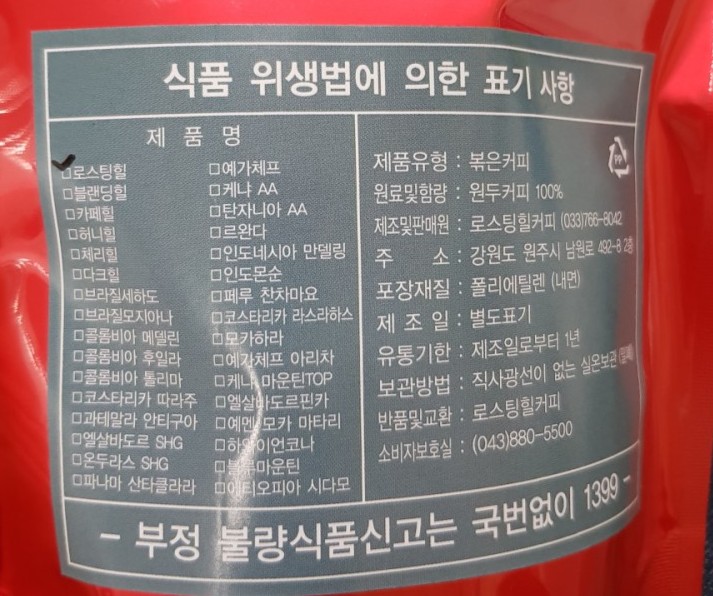 식품 위생법에 의한 표기 사항
제 품 명
□로스팅힐
□블랜딩힐
□카페힐
□허니힐
□체리힐
□다크힐
□브라질세하도
□브라질모지아나
□콜롬비아 메델린
□콜롬비아 후일라
□콜롬비아 톨리마
□코스타리카 따라주
□과테말라 안티구아
□엘살바도르 SHG
□온두라스 SHG
□파나마 산타클라라
□예가체프
□케냐 AA
□탄자니아 AA
□르완다
□인도네시아 만델링
□인도몬순
□페루 찬차마요
□코스타리카 라스라하스
□모카하라
□예가체프 아리차
□케냐 마운틴TOP
□엘살바도르핀카
□예멘 모카 마타리
□하와이언코나
□블루마운틴
□에티오피아 시다모
PP
제품유형 : 볶은커피
원료및함량 : 원두커피 100%
제조및판매원 : 로스팅힐커피 (033)766-8042
주 소 : 강원도 원주시 남원로 492-8 2층
포장재질 : 폴리에틸렌 (내면)
제 조 일 : 별도표기
유통기한 : 제조일로부터 1년
보관방법 : 직사광선이 없는 실온보관
반품및교환 : 로스팅힐커피
소비자보호실 : (043)880-5500
- 부정 불량식품신고는 국번없이 1399 -